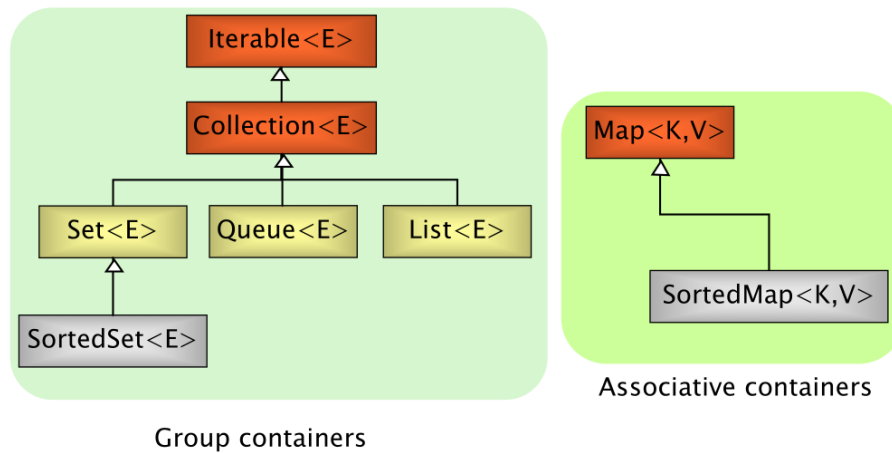 Iterable<E>
Collection<E>
Set<E>
Queue<E>
List<E>
SortedSet<E>
Group containers
Map<K,V>
SortedMap<K,V>
Associative containers